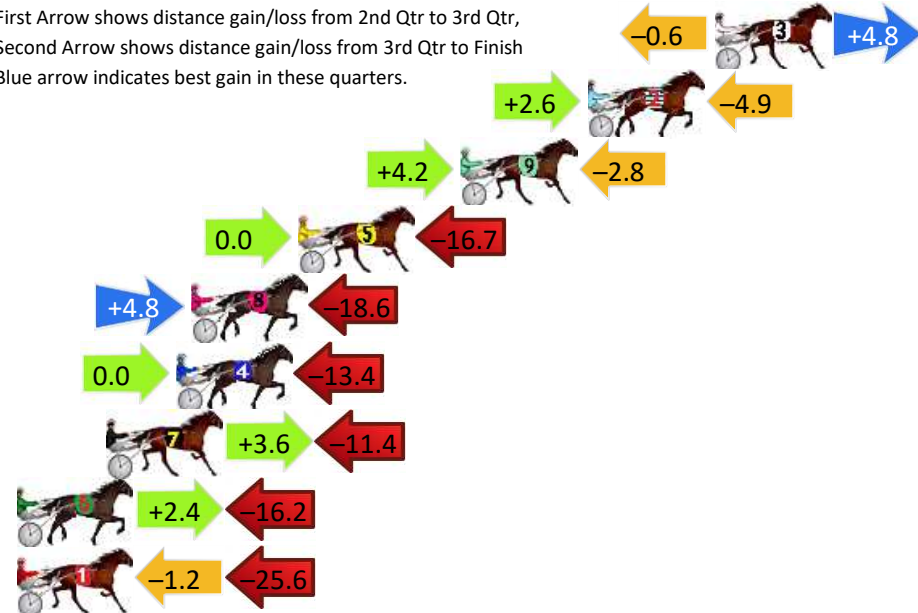 First Arrow shows distance gain/loss from 2nd Qtr to 3rd Qtr,
Second Arrow shows distance gain/loss from 3rd Qtr to Finish
Blue arrow indicates best gain in these quarters.
–0.6 3 +4.8
+2.6 2 –4.9
+4.2 9 –2.8
0.0 5 –16.7
+4.8 8 –18.6
0.0 4 –13.4
7 +3.6 –11.4
6 +2.4 –16.2
1 –1.2 –25.6